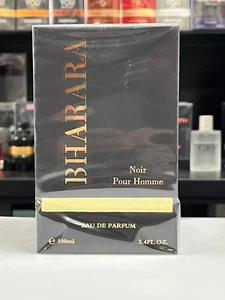 BHARARA
Noir
Pour Homme
EAU DE PARFUM
℮ 100ml 3.4FL.OZ.